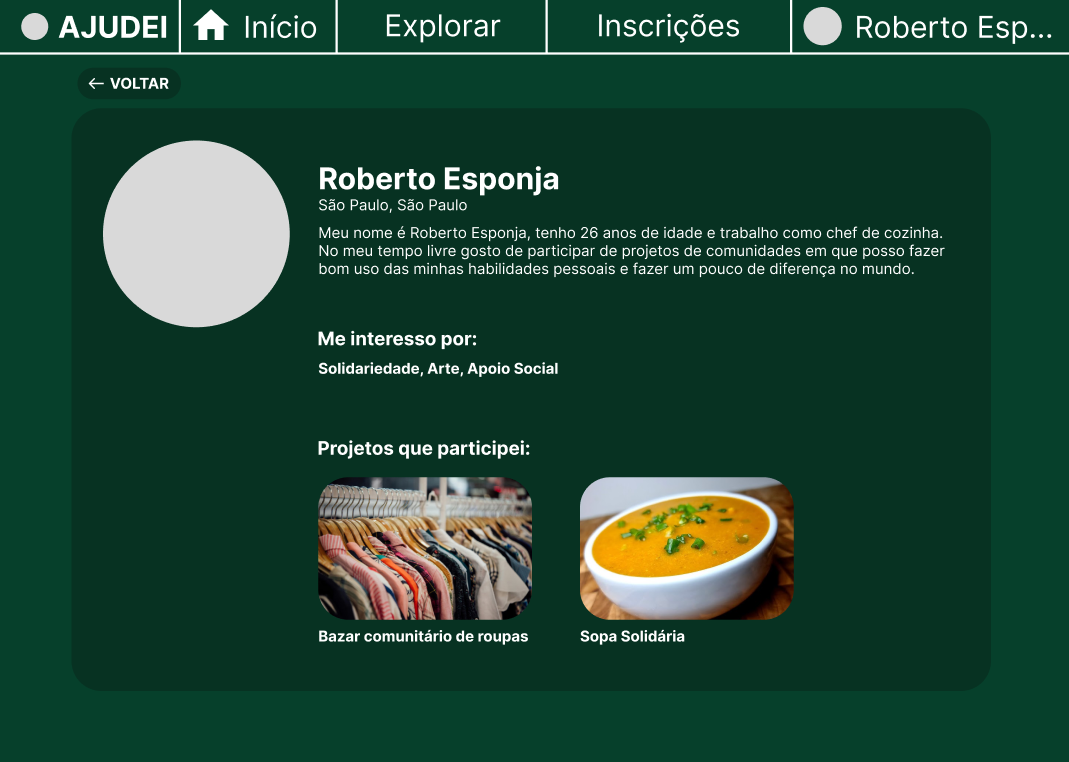 AJUDEI
Início
Explorar
Inscrições
Roberto Esp...
← VOLTAR
Roberto Esponja
São Paulo, São Paulo
Meu nome é Roberto Esponja, tenho 26 anos de idade e trabalho como chef de cozinha.
No meu tempo livre gosto de participar de projetos de comunidades em que posso fazer
bom uso das minhas habilidades pessoais e fazer um pouco de diferença no mundo.
Me interesso por:
Solidariedade, Arte, Apoio Social
Projetos que participei:
Bazar comunitário de roupas
Sopa Solidária